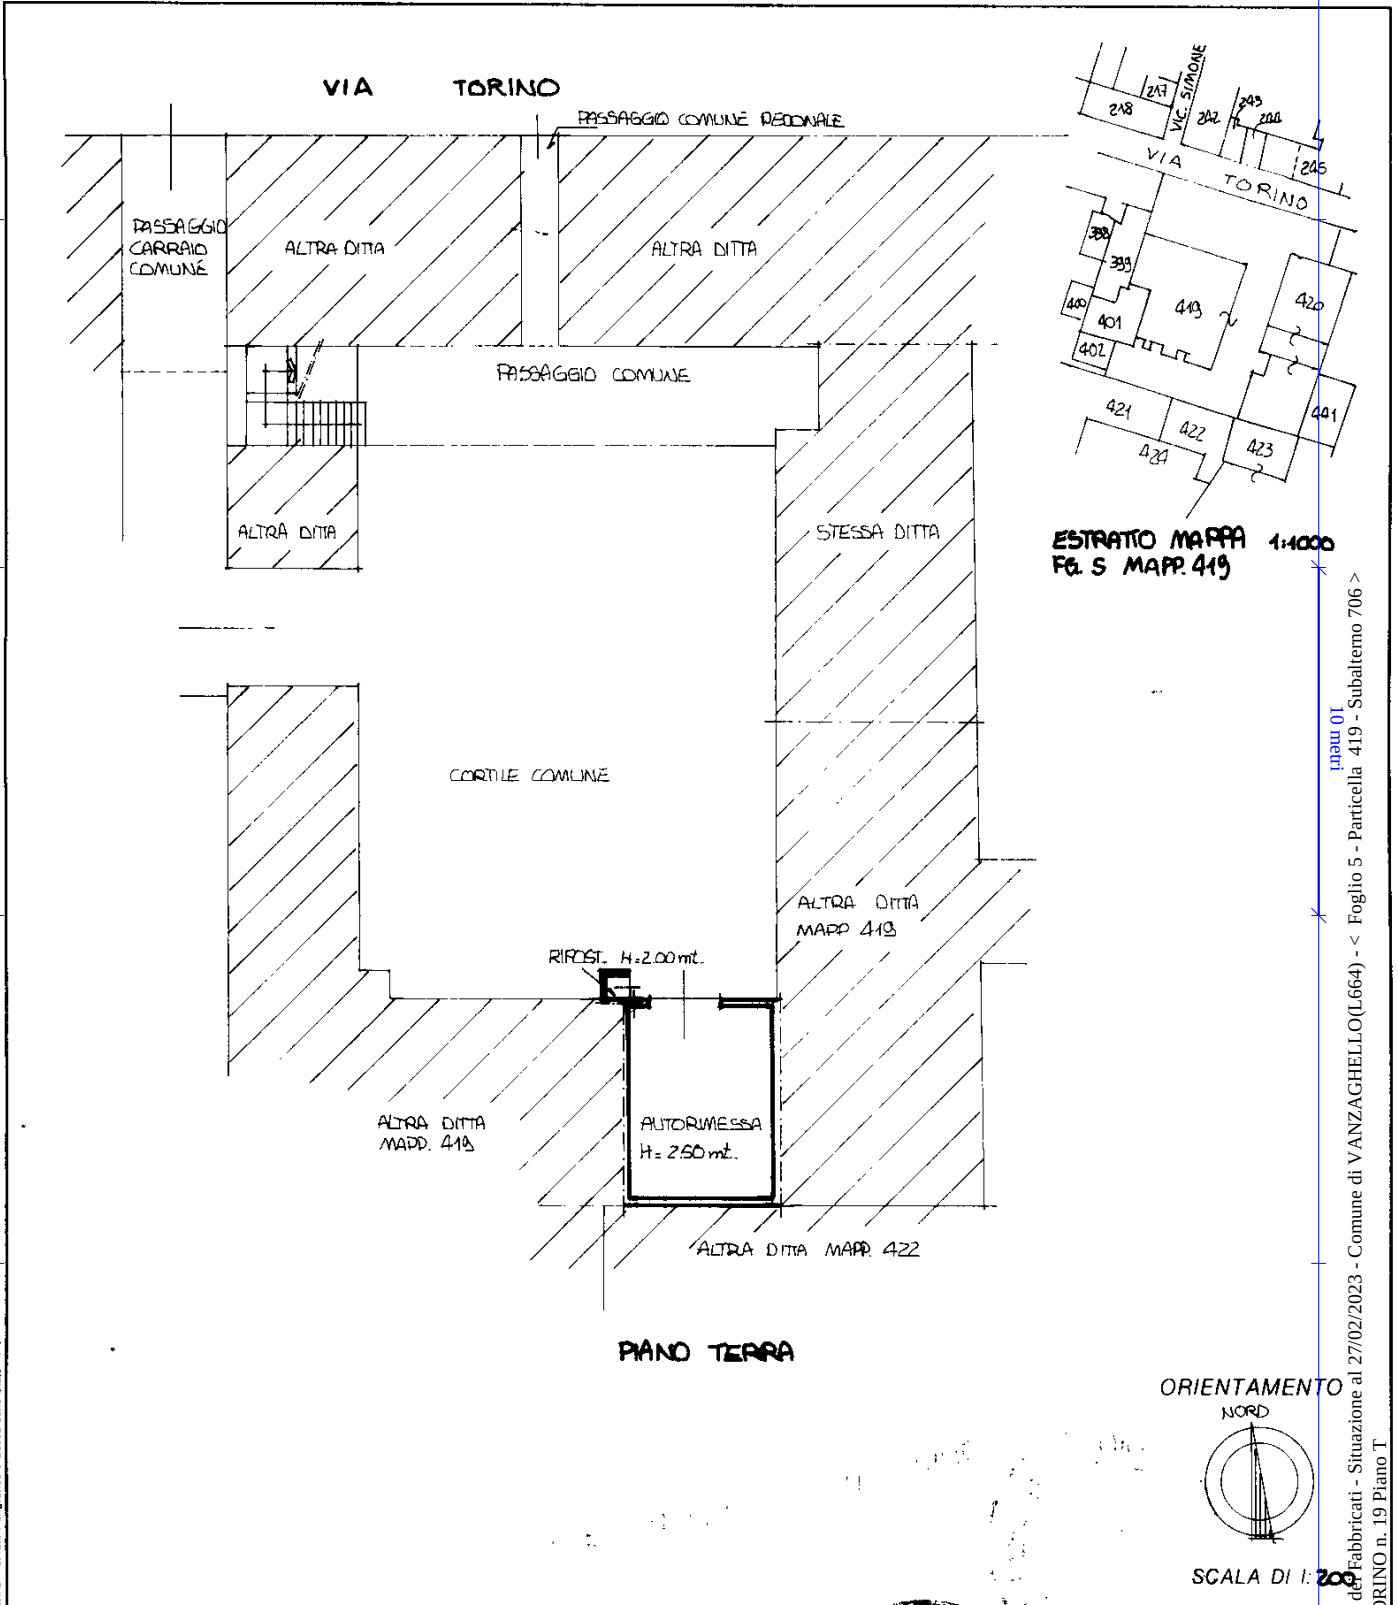 VIA TORINO
PASSAGGIO COMUNE PEDONALE
PASSAGGIO
CARRAIO
COMUNE
ALTRA DITTA
ALTRA DITTA
PASSAGGIO COMUNE
ALTRA DITTA
STESSA DITTA
CORTILE COMUNE
ALTRA DITTA
MAPP 419
RIPOST. H=2.00 mt.
ALTRA DITTA
MAPP. 419
AUTORIMESSA
H= 2.50 mt.
ALTRA DITTA MAPP. 422
PIANO TERRA
217
218
VIC. SIMONE
242
243
244
245
VIA TORINO
398
399
400
401
402
419
420
421
422
423
424
441
ESTRATTO MAPPA 1:1000
FG. 5 MAPP. 419
10 metri
dei Fabbricati - Situazione al 27/02/2023 - Comune di VANZAGHELLO(L664) - < Foglio 5 - Particella 419 - Subalterno 706 >
ORINO n. 19 Piano T
ORIENTAMENTO
NORD
SCALA DI 1: 200